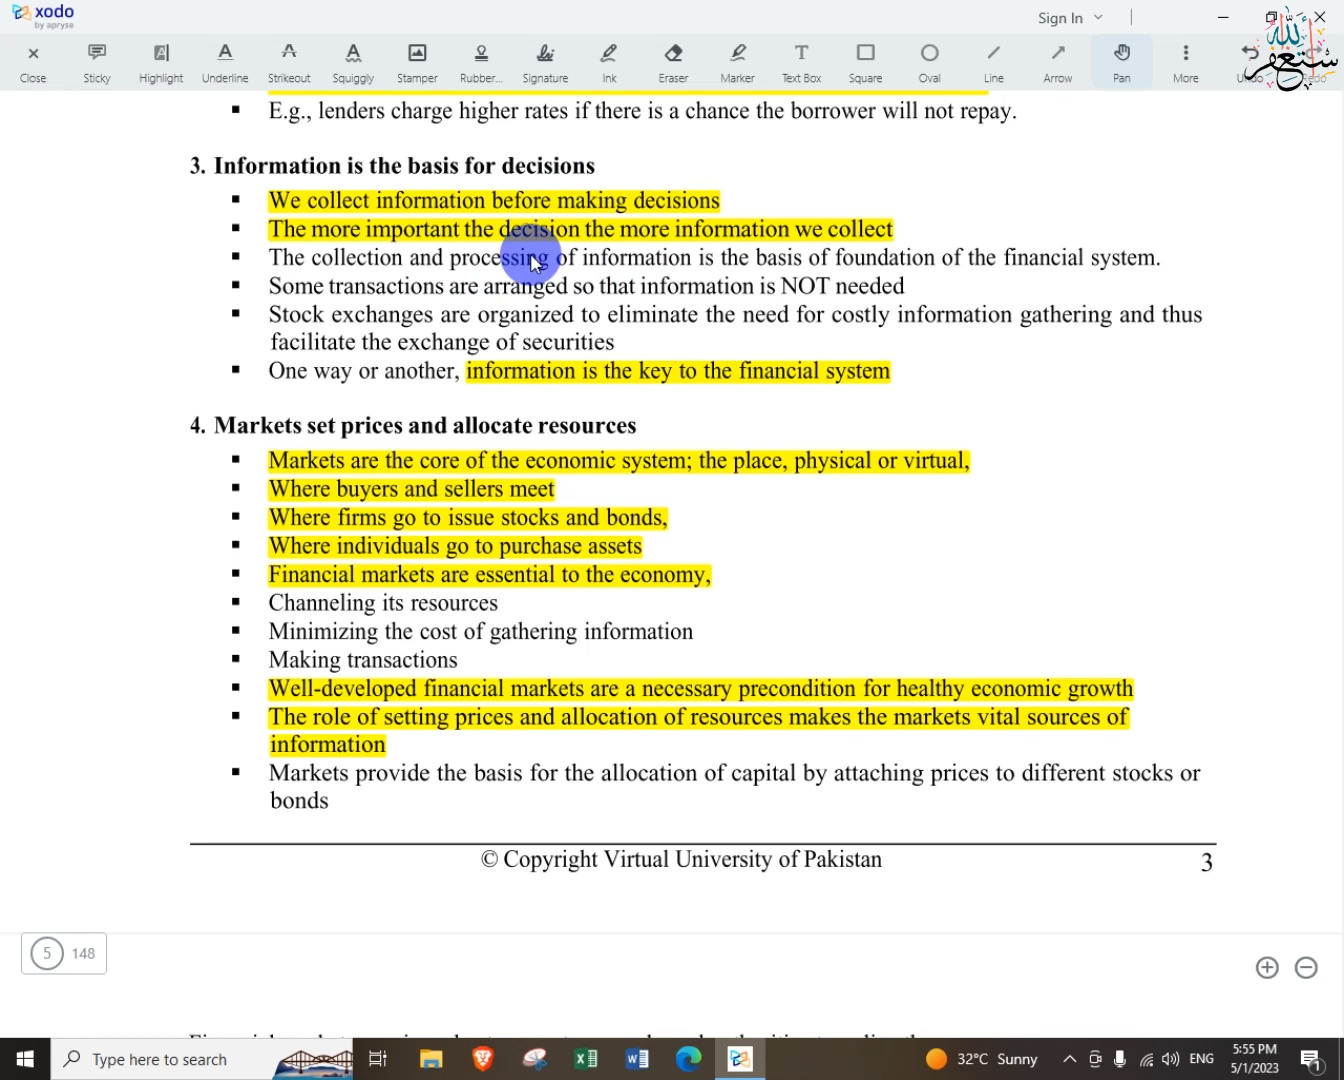 xodo
by apryse
Sign In
Close
Sticky
Highlight
Underline
Strikeout
Squiggly
Stamper
Rubber...
Signature
Ink
Eraser
Marker
Text Box
Square
Oval
Line
Arrow
Pan
More
▪ E.g., lenders charge higher rates if there is a chance the borrower will not repay.
3. Information is the basis for decisions
▪ We collect information before making decisions
▪ The more important the decision the more information we collect
▪ The collection and processing of information is the basis of foundation of the financial system.
▪ Some transactions are arranged so that information is NOT needed
▪ Stock exchanges are organized to eliminate the need for costly information gathering and thus
facilitate the exchange of securities
▪ One way or another, information is the key to the financial system
4. Markets set prices and allocate resources
▪ Markets are the core of the economic system; the place, physical or virtual,
▪ Where buyers and sellers meet
▪ Where firms go to issue stocks and bonds,
▪ Where individuals go to purchase assets
▪ Financial markets are essential to the economy,
▪ Channeling its resources
▪ Minimizing the cost of gathering information
▪ Making transactions
▪ Well-developed financial markets are a necessary precondition for healthy economic growth
▪ The role of setting prices and allocation of resources makes the markets vital sources of
information
▪ Markets provide the basis for the allocation of capital by attaching prices to different stocks or
bonds
© Copyright Virtual University of Pakistan 3
5 148
Type here to search
32°C Sunny
ENG
5:55 PM
5/1/2023
1